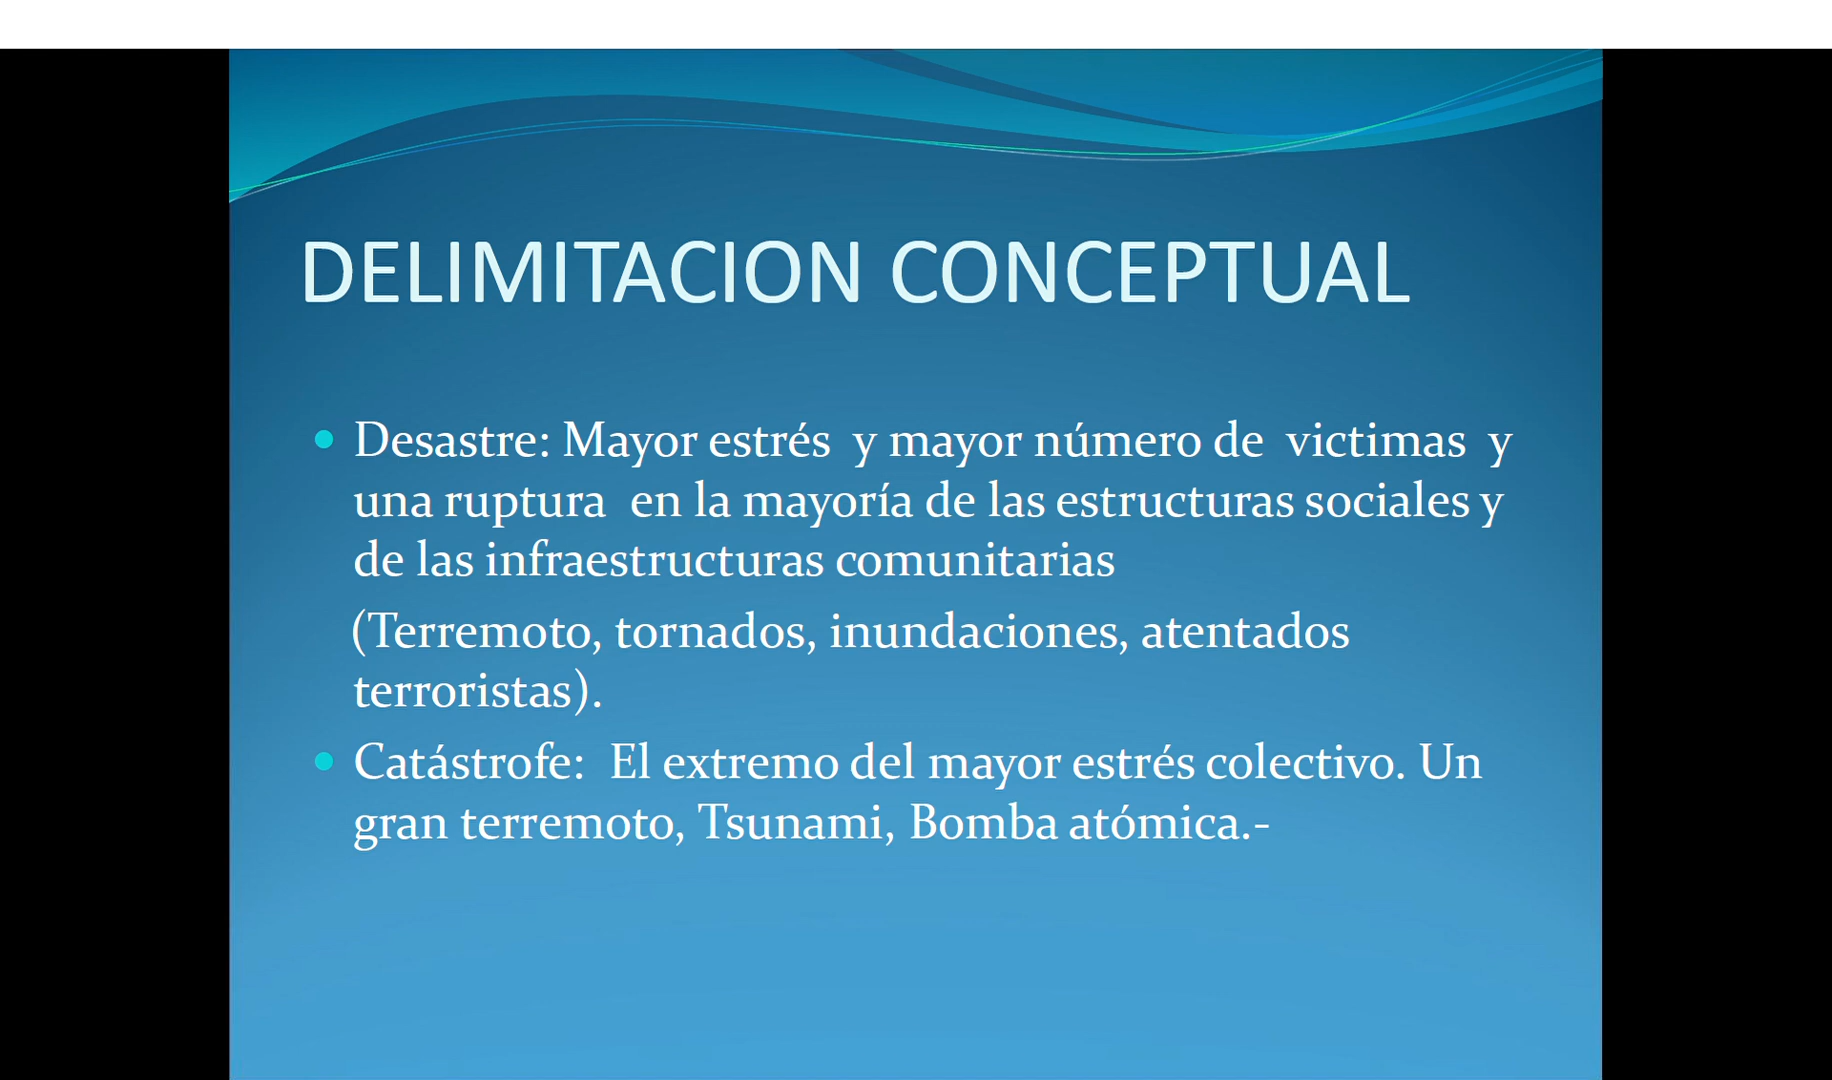 DELIMITACION CONCEPTUAL
• Desastre: Mayor estrés y mayor número de victimas y
una ruptura en la mayoría de las estructuras sociales y
de las infraestructuras comunitarias
(Terremoto, tornados, inundaciones, atentados
terroristas).
• Catástrofe: El extremo del mayor estrés colectivo. Un
gran terremoto, Tsunami, Bomba atómica.-